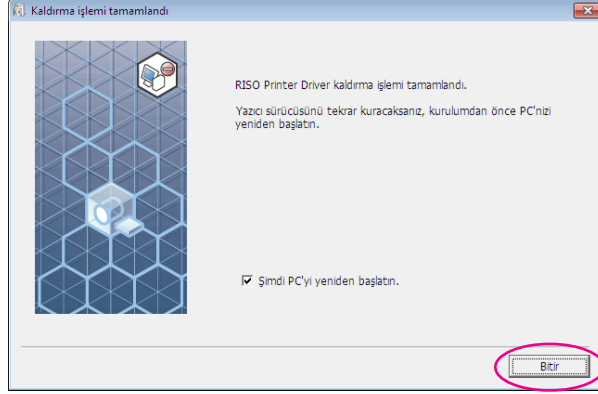 Kaldırma işlemi tamamlandı
RISO Printer Driver kaldırma işlemi tamamlandı.
Yazıcı sürücüsünü tekrar kuracaksanız, kurulumdan önce PC'nizi
yeniden başlatın.
Şimdi PC'yi yeniden başlatın.
Bitir